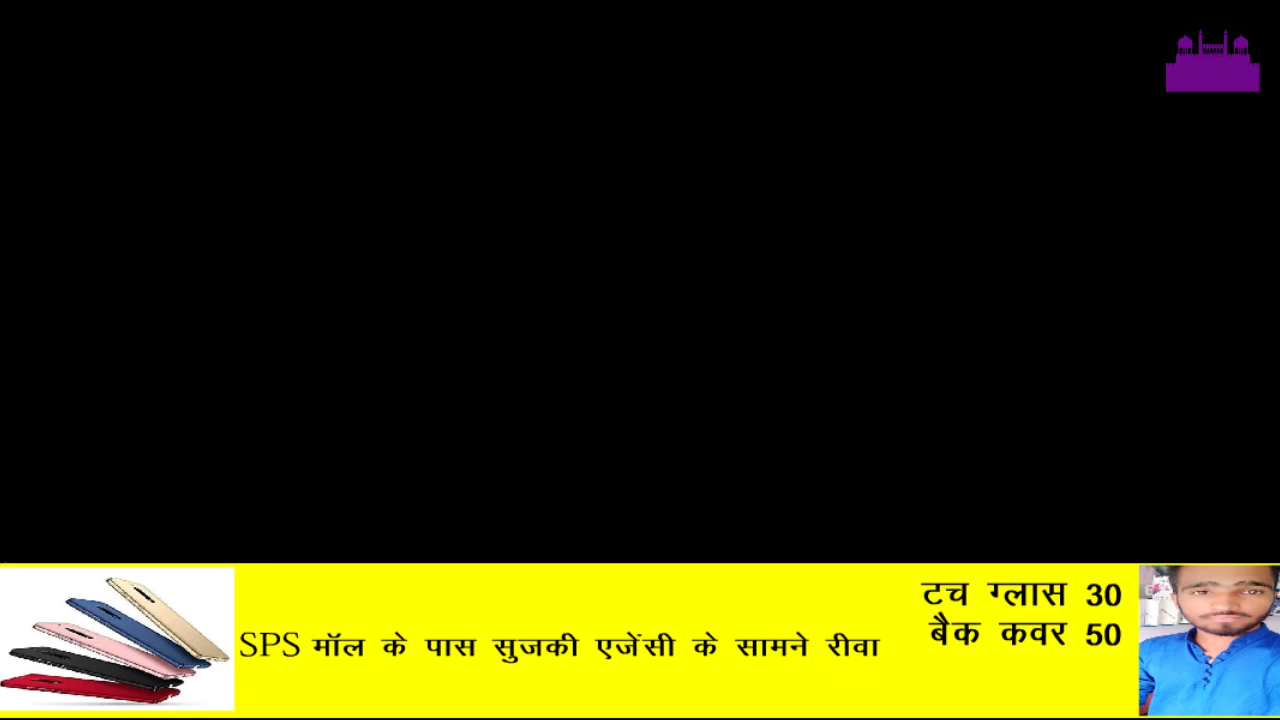 SPS मॉल के पास सुजकी एजेंसी के सामने रीवा
टच ग्लास 30
बैक कवर 50